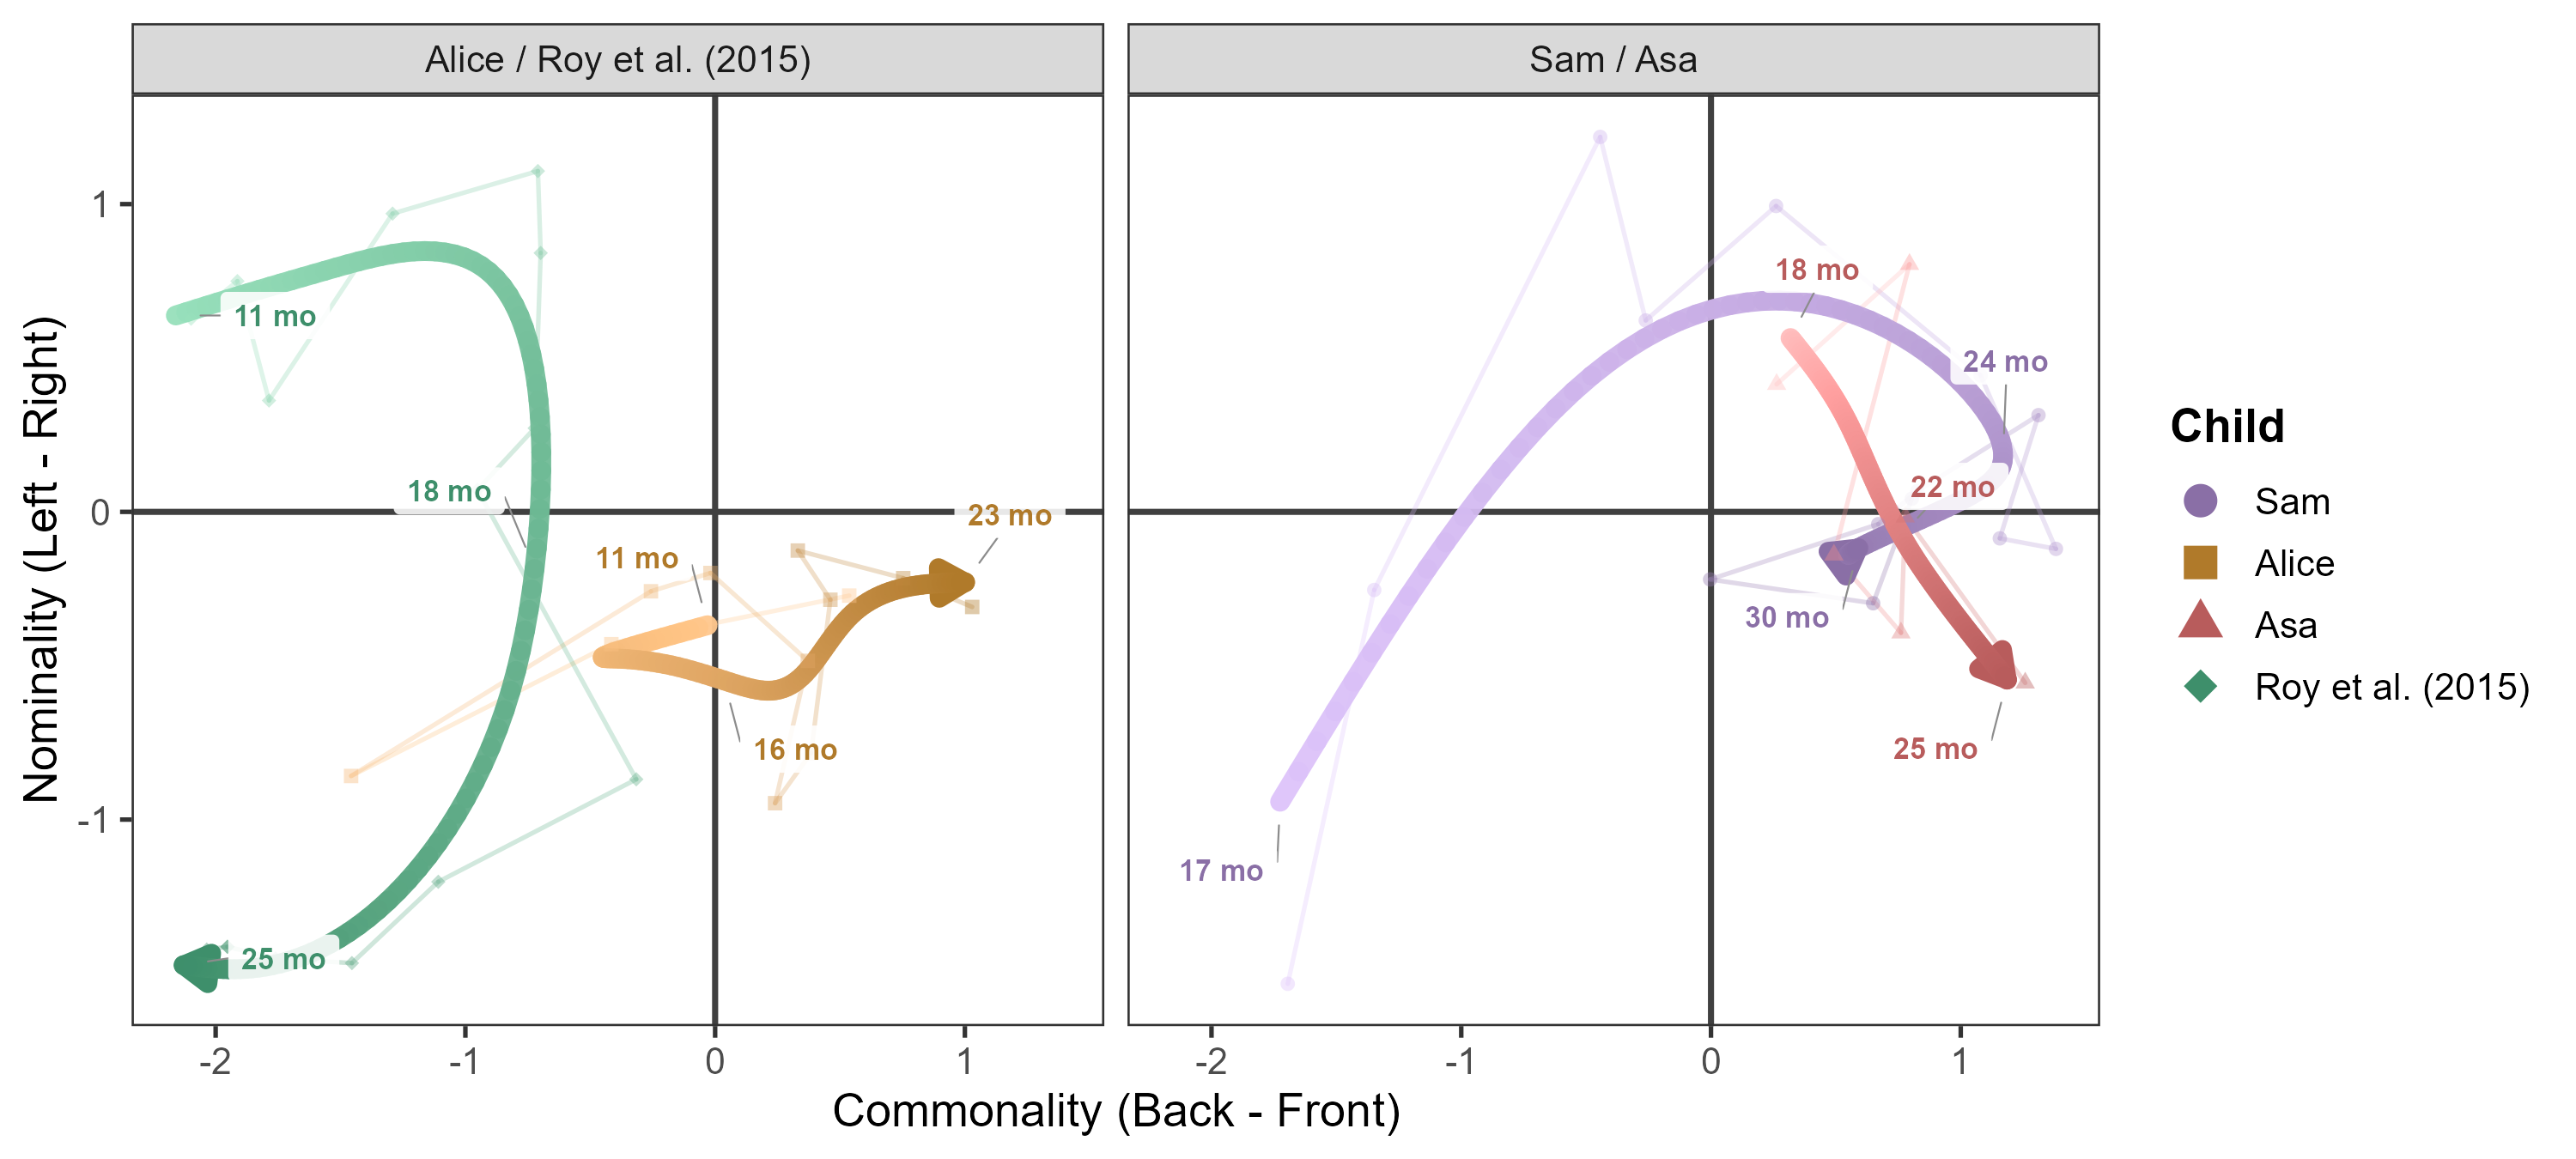 Alice / Roy et al. (2015)
Sam / Asa
Nominality (Left - Right)
1
0
-1
11 mo
18 mo
25 mo
11 mo
16 mo
23 mo
18 mo
24 mo
22 mo
30 mo
25 mo
17 mo
-2
-1
0
1
-2
-1
0
1
Commonality (Back - Front)
Child
Sam
Alice
Asa
Roy et al. (2015)